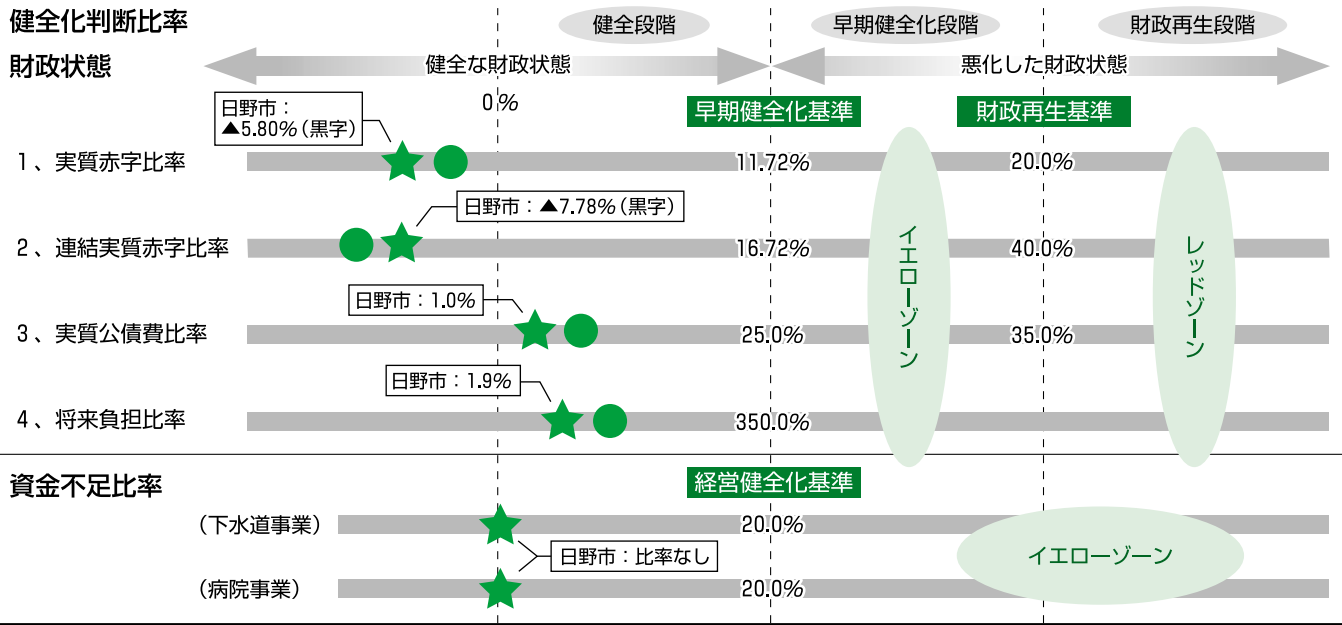 健全化判断比率
健全段階
早期健全化段階
財政再生段階
財政状態
健全な財政状態
悪化した財政状態
0%
早期健全化基準
財政再生基準
日野市：
▲5.80%（黒字）
1、実質赤字比率
11.72%
20.0%
日野市：▲7.78%（黒字）
2、連結実質赤字比率
16.72%
40.0%
日野市：1.0%
3、実質公債費比率
25.0%
35.0%
日野市：1.9%
4、将来負担比率
350.0%
イエローゾーン
レッドゾーン
資金不足比率
経営健全化基準
（下水道事業）
20.0%
日野市：比率なし
イエローゾーン
（病院事業）
20.0%